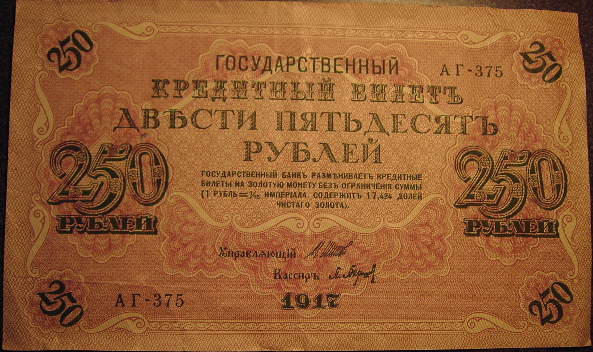 250
250
ГОСУДАРСТВЕННЫЙ
АГ-375
КРЕДИТНЫЙ БИЛЕТЪ
ДВѢСТИ ПЯТЬДЕСЯТЪ
РУБЛЕЙ
250
РУБЛЕЙ
250
РУБЛЕЙ
ГОСУДАРСТВЕННЫЙ БАНКЪ РАЗМѢНИВАЕТЪ КРЕДИТНЫЕ
БИЛЕТЫ НА ЗОЛОТУЮ МОНЕТУ БЕЗЪ ОГРАНИЧЕНІЯ СУММЫ
(1 РУБЛЬ = 1/15 ИМПЕРІАЛА, СОДЕРЖИТЪ 17,424 ДОЛЕЙ
ЧИСТАГО ЗОЛОТА).
Управляющій
Кассиръ
АГ-375
1917
250
250